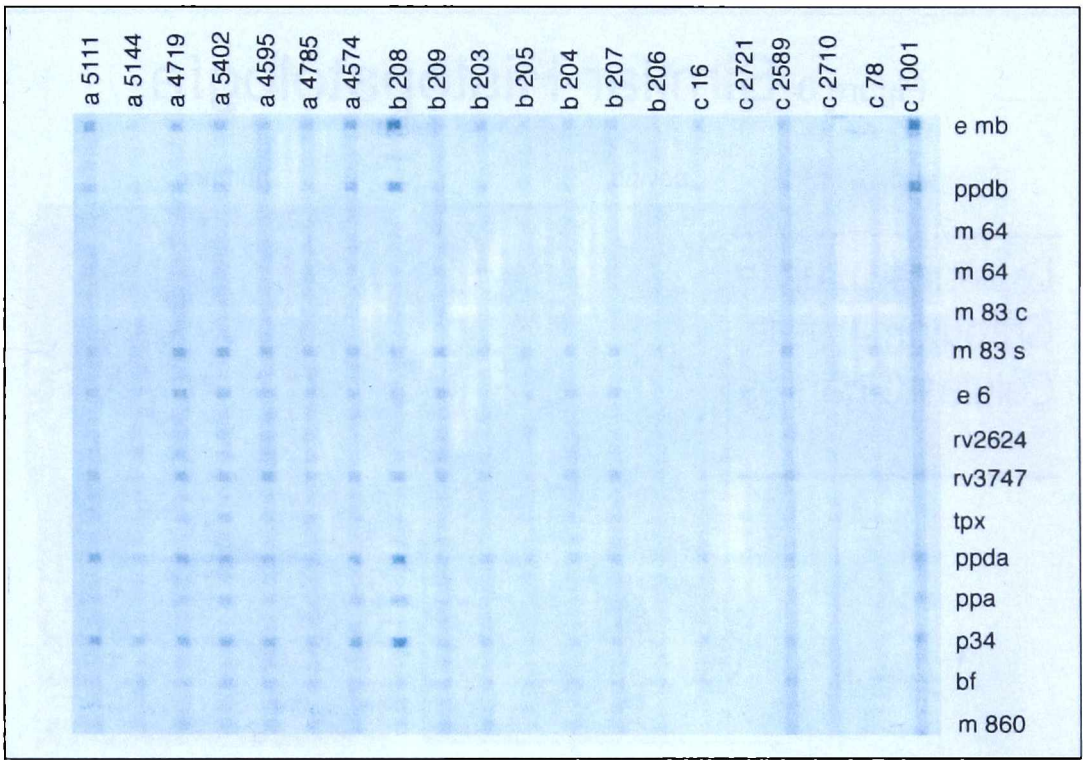 a 5111
a 5144
a 4719
a 5402
a 4595
a 4785
a 4574
b 208
b 209
b 203
b 205
b 204
b 207
b 206
c 16
c 2721
c 2589
c 2710
c 78
c 1001
e mb
ppdb
m 64
m 64
m 83 c
m 83 s
e 6
rv2624
rv3747
tpx
ppda
ppa
p34
bf
m 860